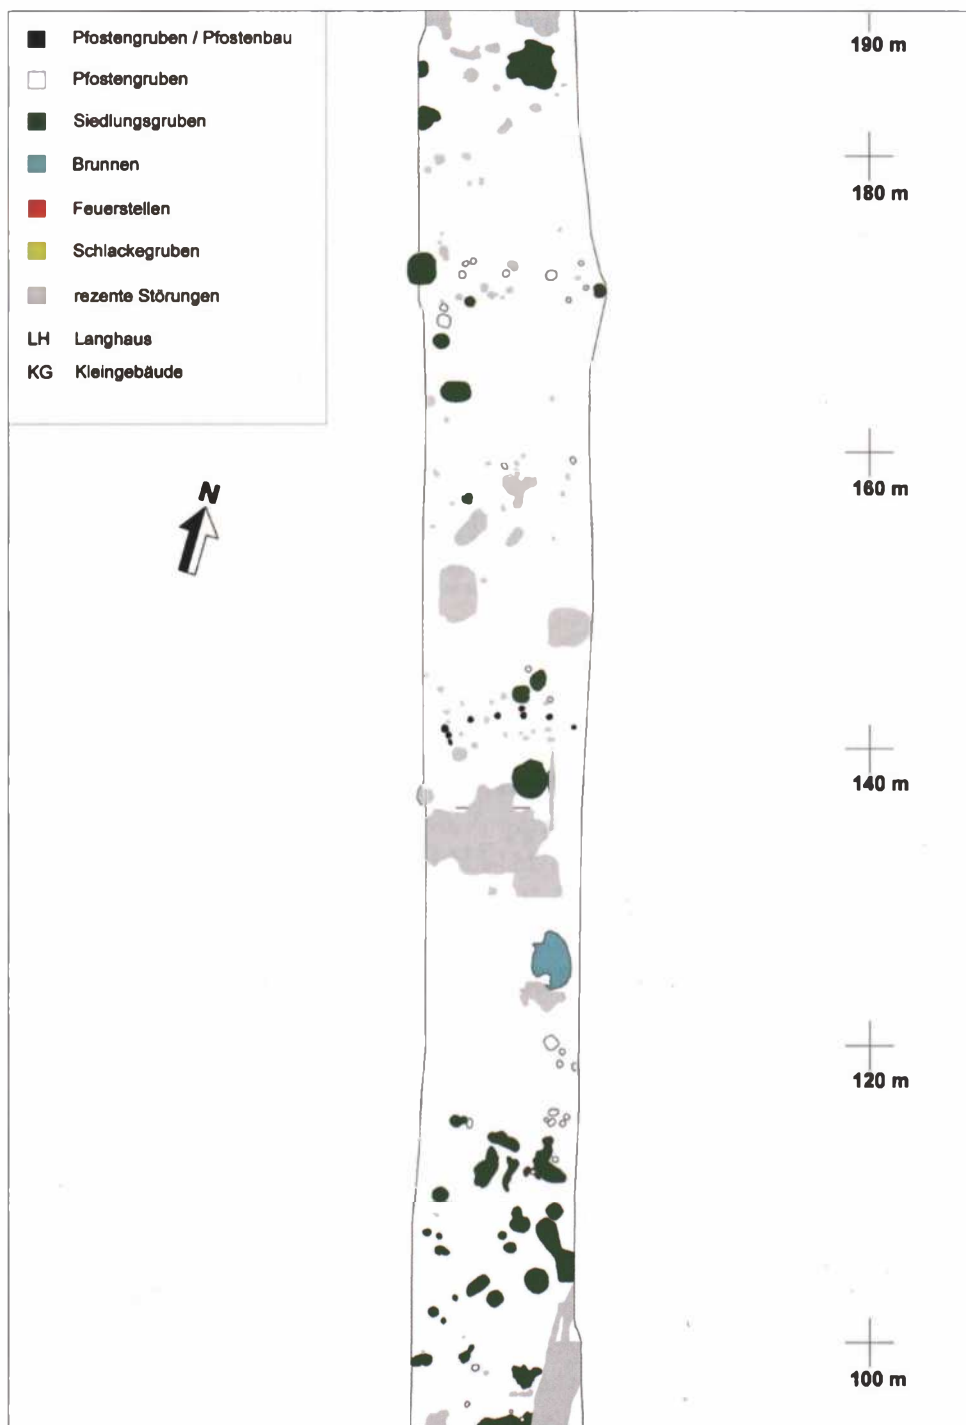 Pfostengruben / Pfostenbau
Pfostengruben
Siedlungsgruben
Brunnen
Feuerstellen
Schlackegruben
rezente Störungen
LH Langhaus
KG Kleingebäude
N
190 m
180 m
160 m
140 m
120 m
100 m